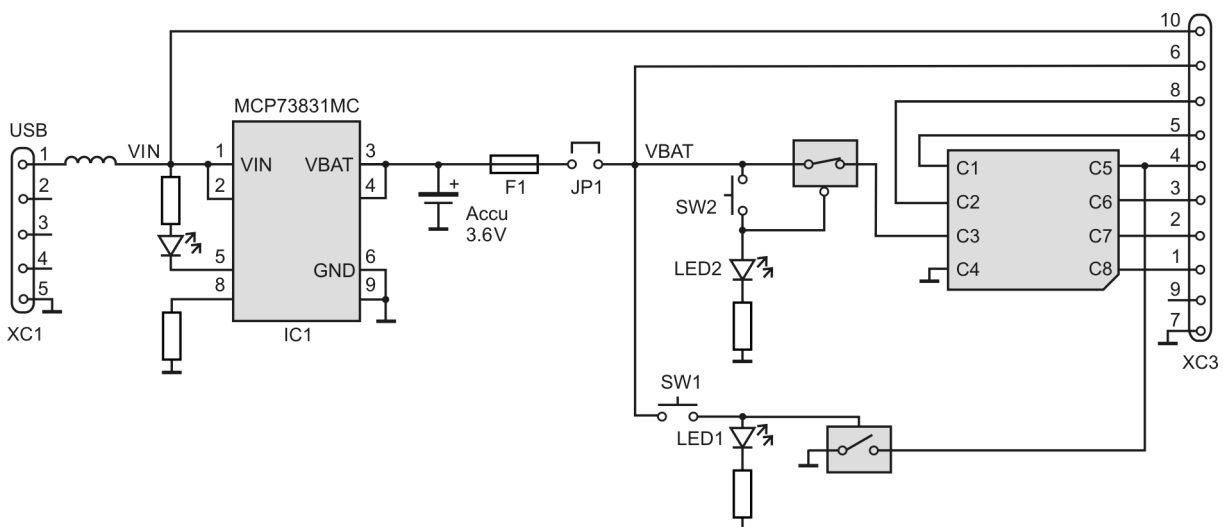 10
6
8
5
4
3
2
1
9
7
XC3
USB
1
2
3
4
5
XC1
VIN
MCP73831MC
1
VIN
VBAT
3
2
4
5
GND
6
8
9
IC1
+
Accu
3.6V
F1
JP1
VBAT
SW2
LED2
C1
C5
C2
C6
C3
C7
C4
C8
SW1
LED1